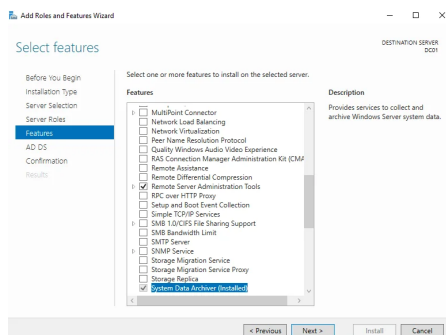 Add Roles and Features Wizard
Select features
DESTINATION SERVER
DC01
Before You Begin
Installation Type
Server Selection
Server Roles
Features
AD DS
Confirmation
Results
Select one or more features to install on the selected server.
Features
MultiPoint Connector
Network Load Balancing
Network Virtualization
Peer Name Resolution Protocol
Quality Windows Audio Video Experience
RAS Connection Manager Administration Kit (CMA
Remote Assistance
Remote Differential Compression
Remote Server Administration Tools
RPC over HTTP Proxy
Setup and Boot Event Collection
Simple TCP/IP Services
SMB 1.0/CIFS File Sharing Support
SMB Bandwidth Limit
SMTP Server
SNMP Service
Storage Migration Service
Storage Migration Service Proxy
Storage Replica
System Data Archiver (Installed)
Description
Provides services to collect and
archive Windows Server system data.
< Previous
Next >
Install
Cancel